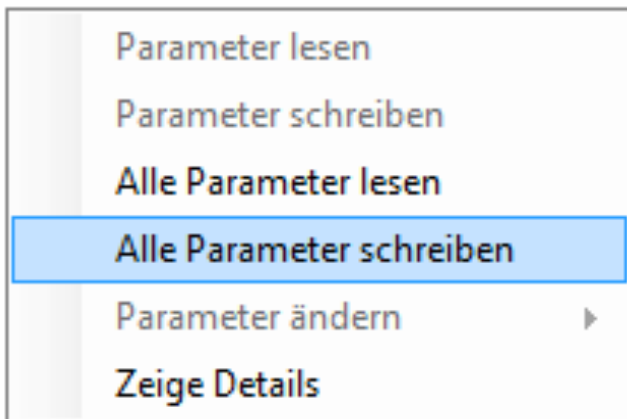 Parameter lesen
Parameter schreiben
Alle Parameter lesen
Alle Parameter schreiben
Parameter ändern
Zeige Details